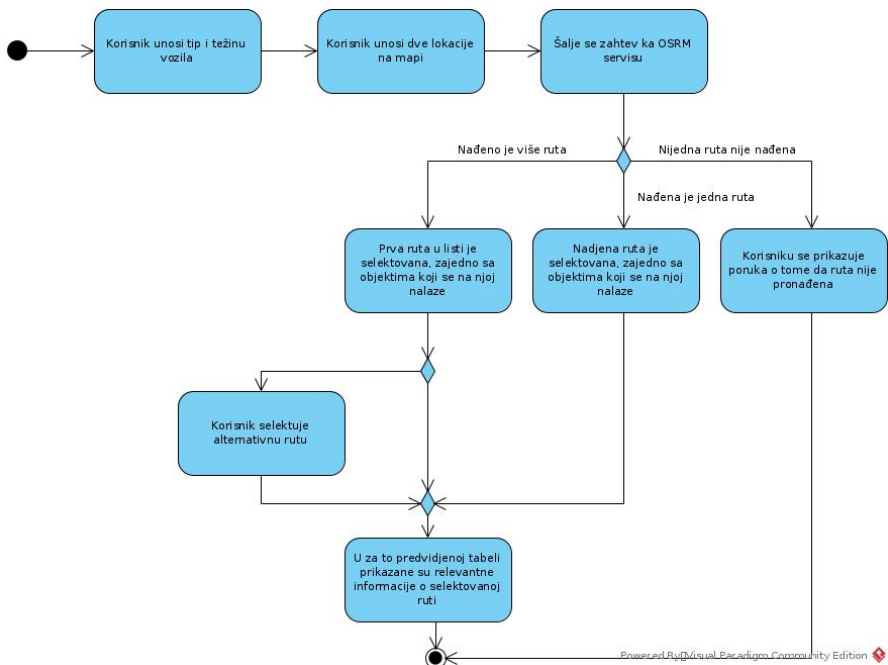 Korisnik unosi tip i težinu
vozila
Korisnik unosi dve lokacije
na mapi
Šalje se zahtev ka OSRM
servisu
Nađeno je više ruta
Nijedna ruta nije nađena
Nađena je jedna ruta
Prva ruta u listi je
selektovana, zajedno sa
objektima koji se na njoj
nalaze
Nadjena ruta je
selektovana, zajedno sa
objektima koji se na njoj
nalaze
Korisniku se prikazuje
poruka o tome da ruta nije
pronađena
Korisnik selektuje
alternativnu rutu
U za to predvidjenoj tabeli
prikazane su relevantne
informacije o selektovanoj
ruti
Powered By Visual Paradigm Community Edition